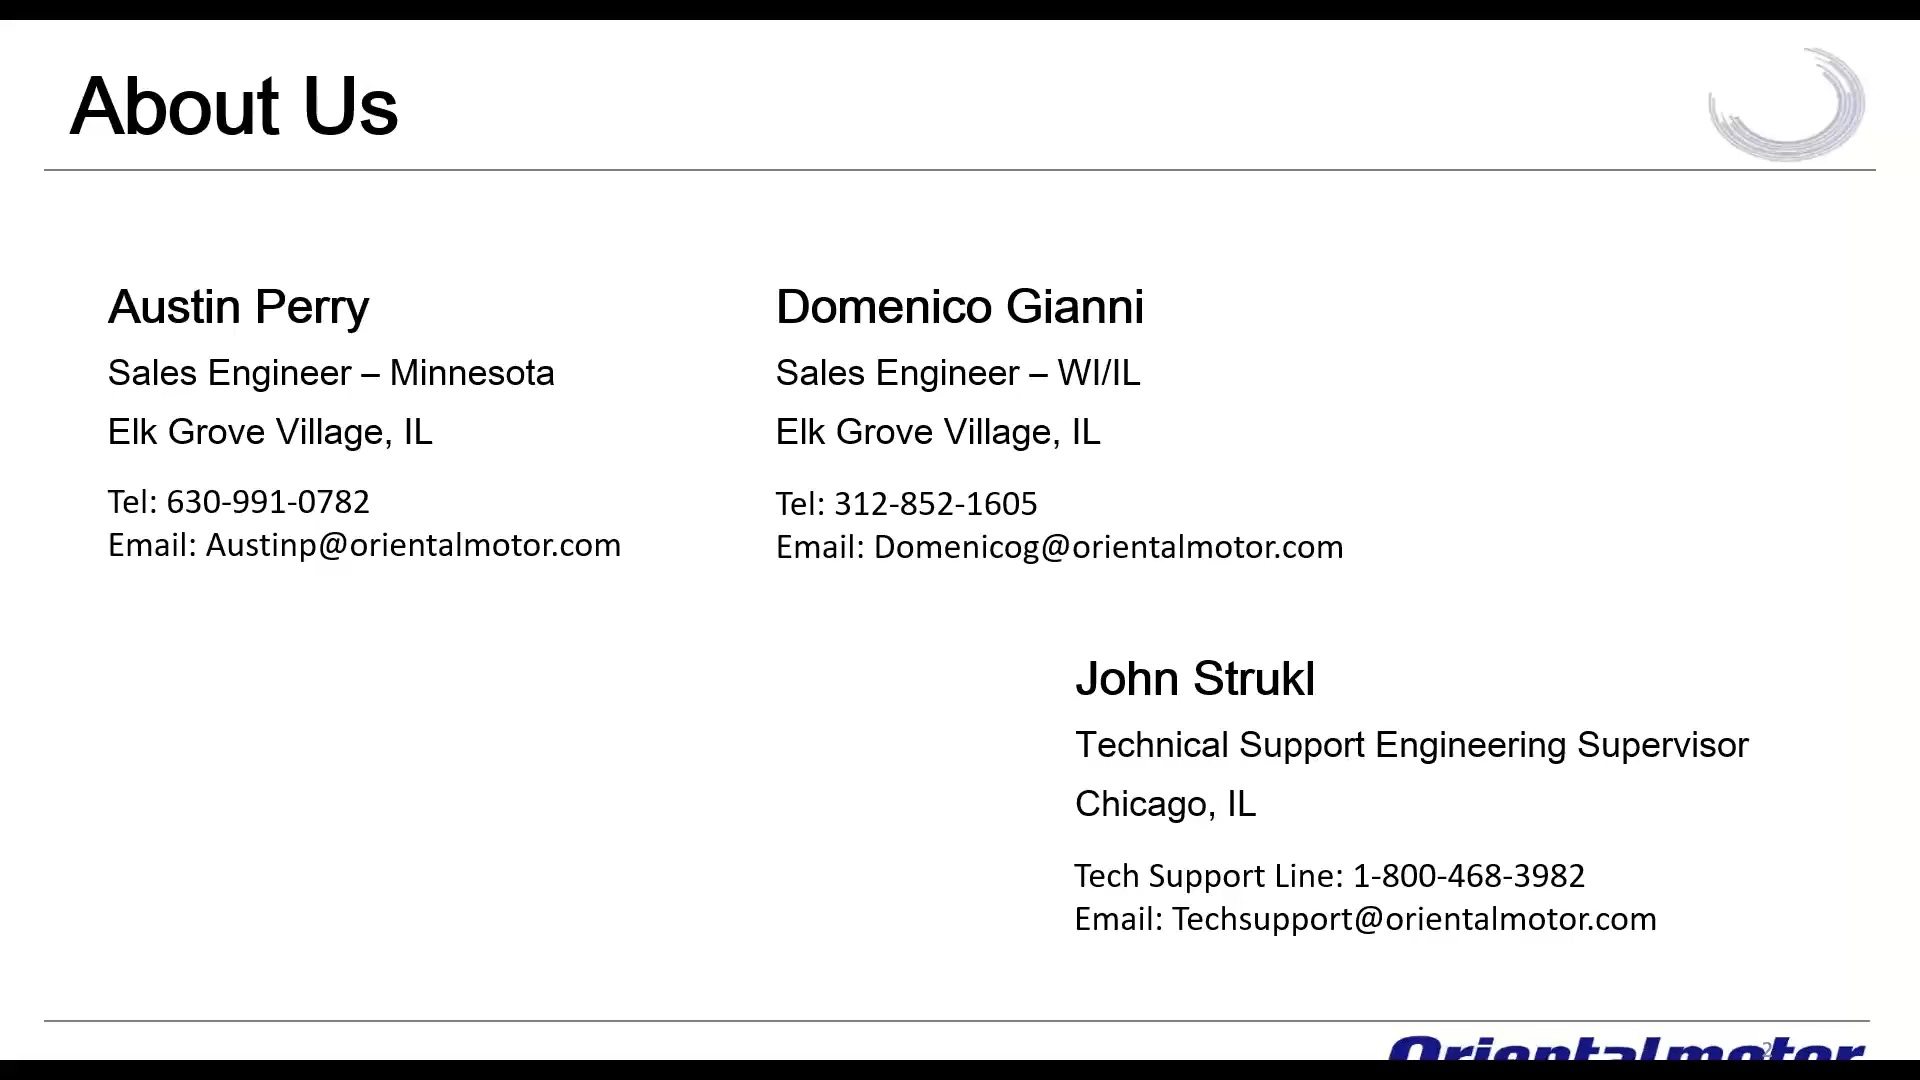 About Us
Austin Perry
Sales Engineer – Minnesota
Elk Grove Village, IL
Tel: 630-991-0782
Email: Austinp@orientalmotor.com
Domenico Gianni
Sales Engineer – WI/IL
Elk Grove Village, IL
Tel: 312-852-1605
Email: Domenicog@orientalmotor.com
John Strukl
Technical Support Engineering Supervisor
Chicago, IL
Tech Support Line: 1-800-468-3982
Email: Techsupport@orientalmotor.com
Orientalmotor
2